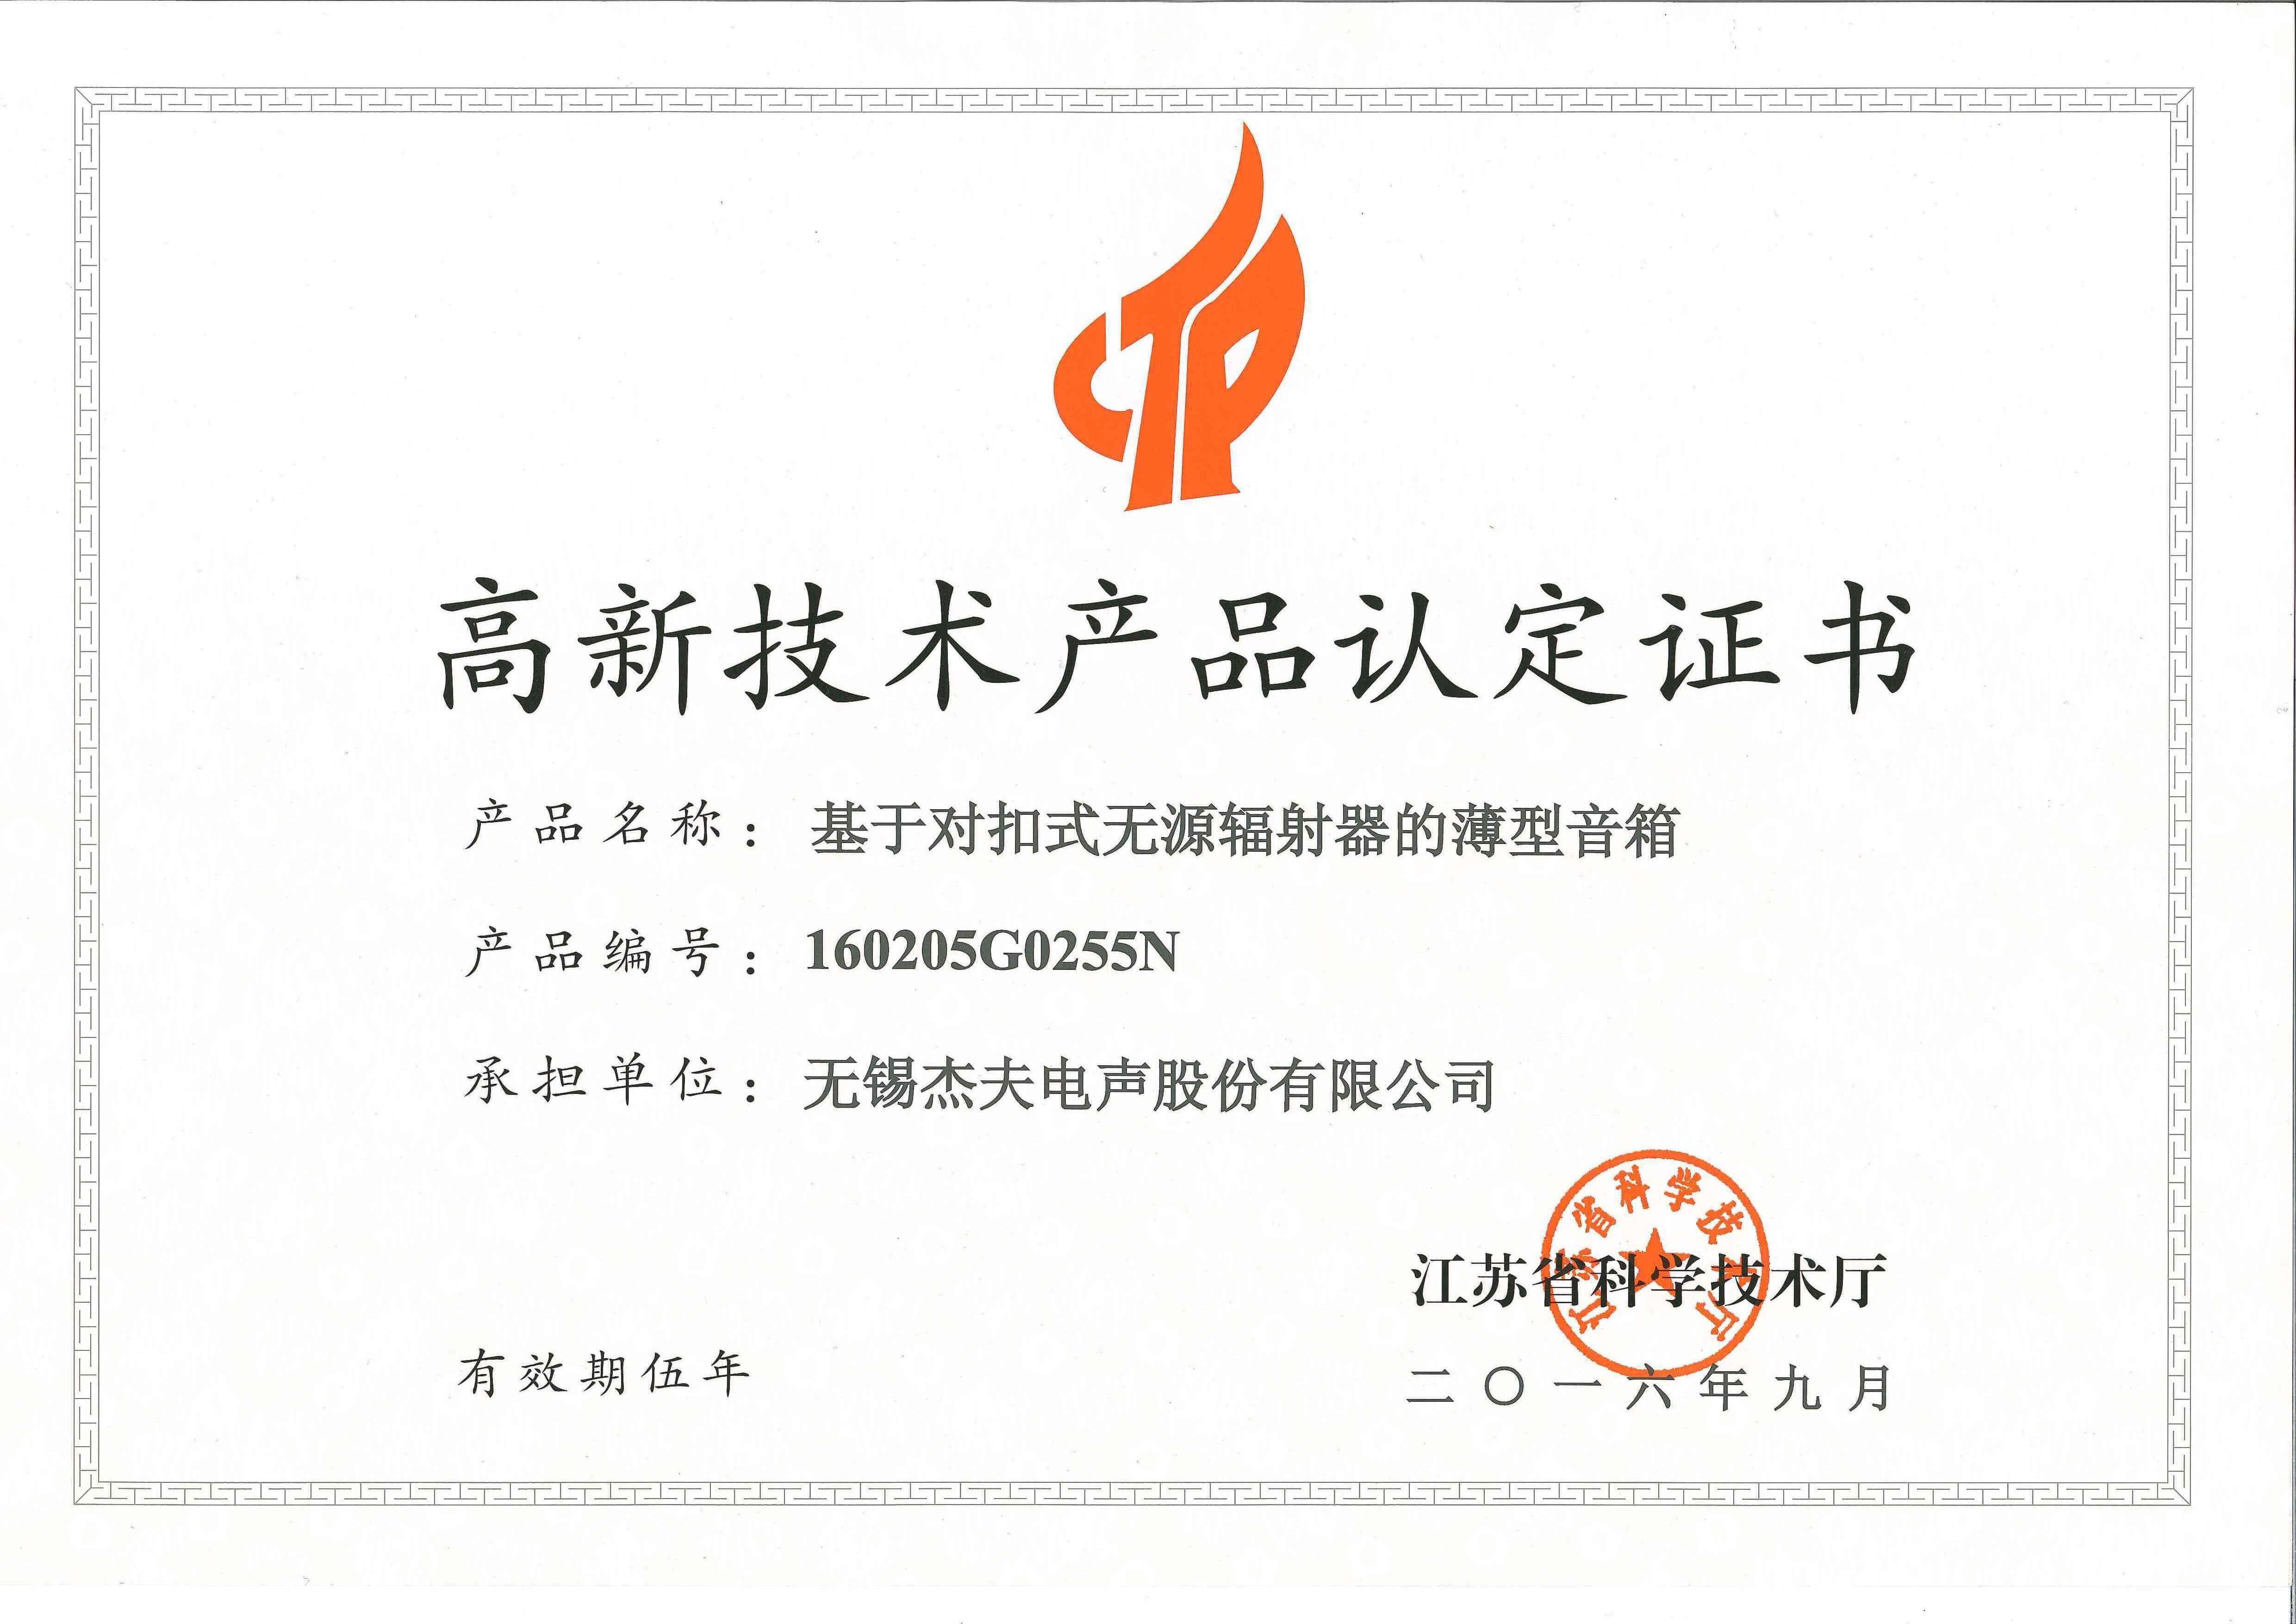 高新技术产品认定证书
产品名称：基于对扣式无源辐射器的薄型音箱
产品编号：160205G0255N
承担单位：无锡杰夫电声股份有限公司
江苏省科学技术厅
江苏省科学技术厅
有效期伍年
二〇一六年九月